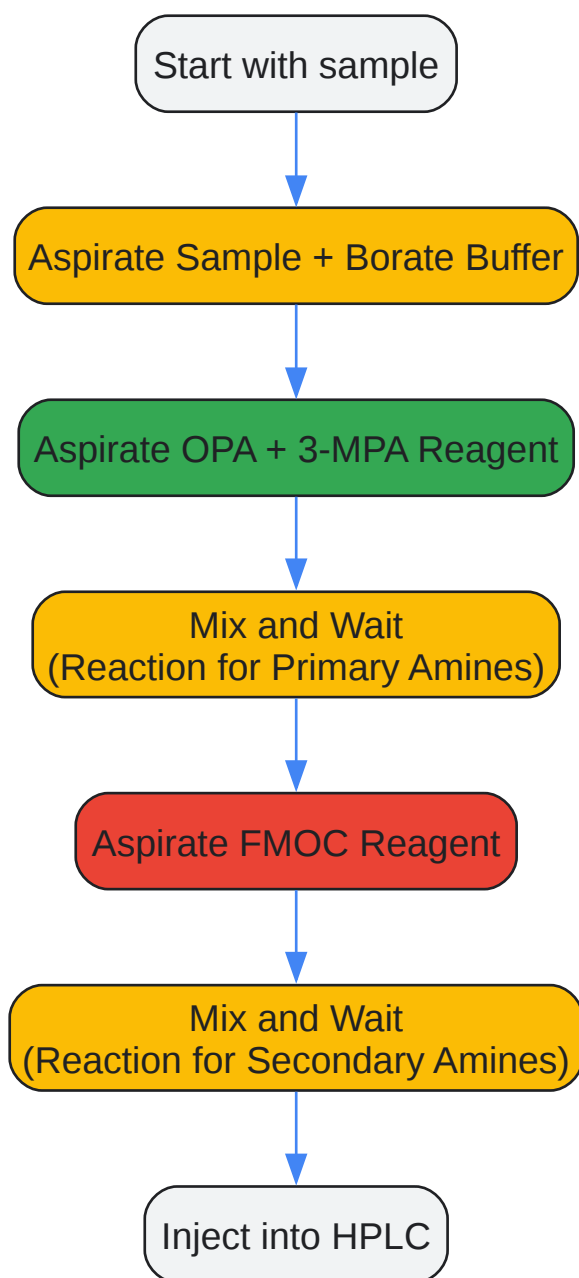 Start with sample
Aspirate Sample + Borate Buffer
Aspirate OPA + 3-MPA Reagent
Mix and Wait
(Reaction for Primary Amines)
Aspirate FMOC Reagent
Mix and Wait
(Reaction for Secondary Amines)
Inject into HPLC